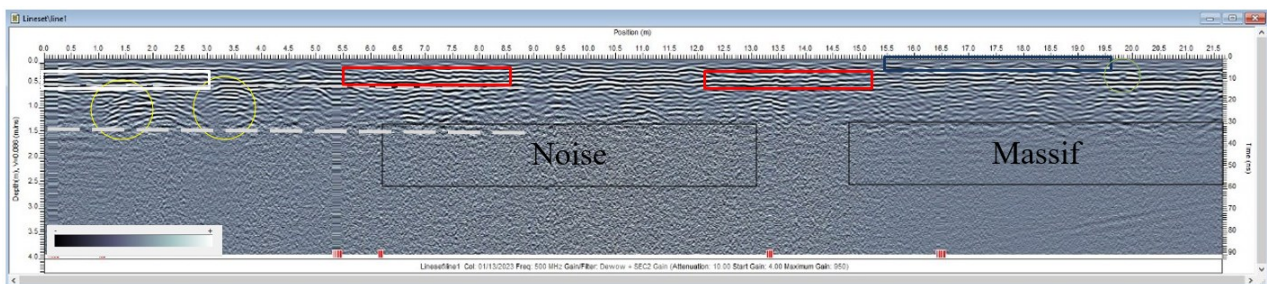 Lineset\line1
Position (m)
0.0 0.5 1.0 1.5 2.0 2.5 3.0 3.5 4.0 4.5 5.0 5.5 6.0 6.5 7.0 7.5 8.0 8.5 9.0 9.5 10.0 10.5 11.0 11.5 12.0 12.5 13.0 13.5 14.0 14.5 15.0 15.5 16.0 16.5 17.0 17.5 18.0 18.5 19.0 19.6 20.0 20.5 21.0 21.5
0.0
0.5
1.0
1.5
2.0
2.5
3.0
3.5
4.0
0
10
20
30
40
50
60
70
80
90
Time (ns)
Noise
Massif
- +
Lineset\line1 Col: 01/13/2023 Freq: 500 MHz Gain/Filter: Dewow + SEC2 Gain (Attenuation: 10.00 Start Gain: 4.00 Maximum Gain: 950)